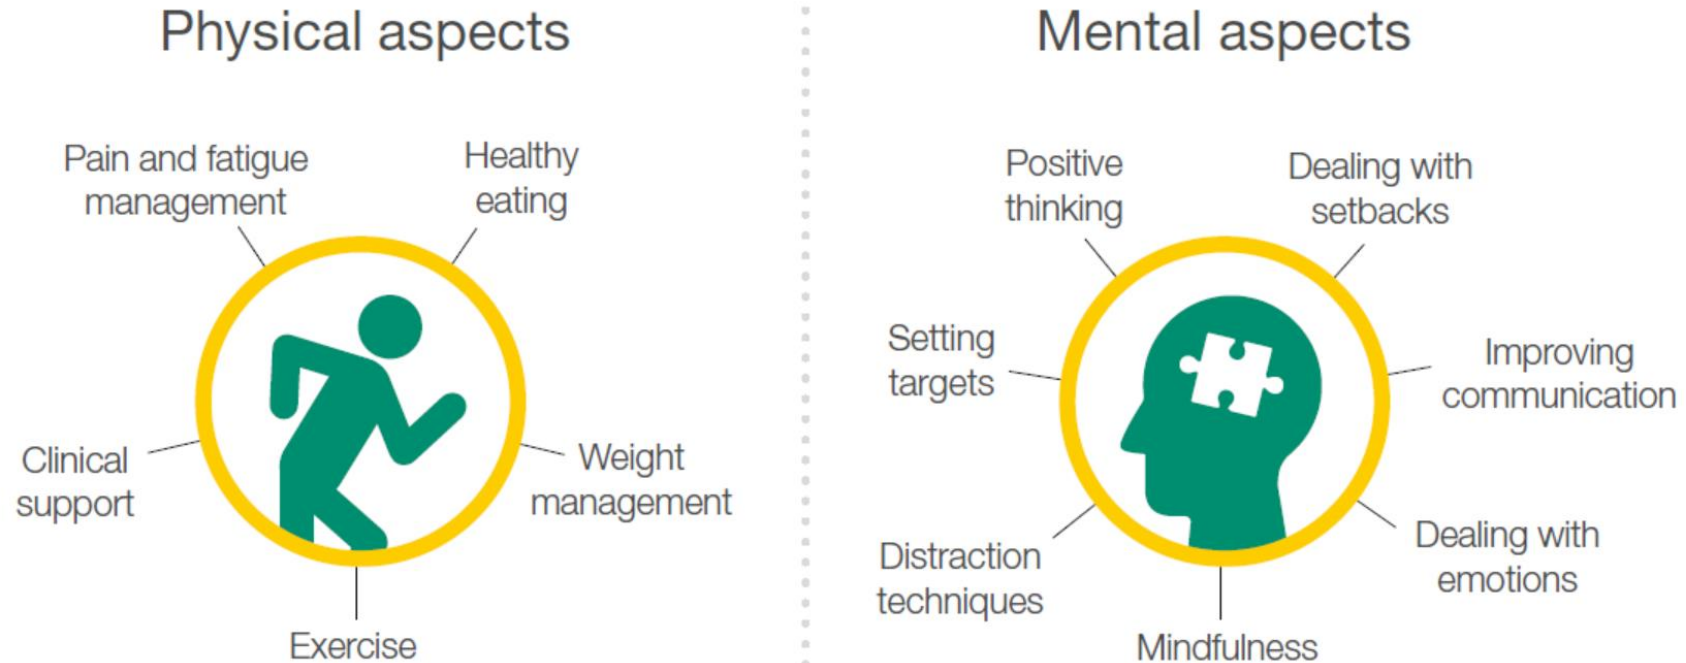 Physical aspects
Pain and fatigue
management
Healthy
eating
Clinical
support
Weight
management
Exercise
Mental aspects
Positive
thinking
Dealing with
setbacks
Setting
targets
Improving
communication
Distraction
techniques
Dealing with
emotions
Mindfulness